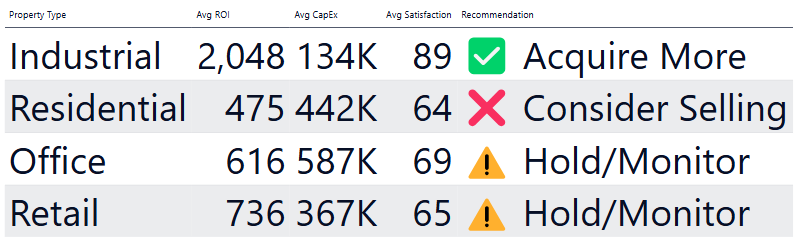 Property Type Avg ROI Avg CapEx Avg Satisfaction Recommendation
Industrial 2,048 134K 89 ✅ Acquire More
Residential 475 442K 64 ❌ Consider Selling
Office 616 587K 69 ⚠️ Hold/Monitor
Retail 736 367K 65 ⚠️ Hold/Monitor